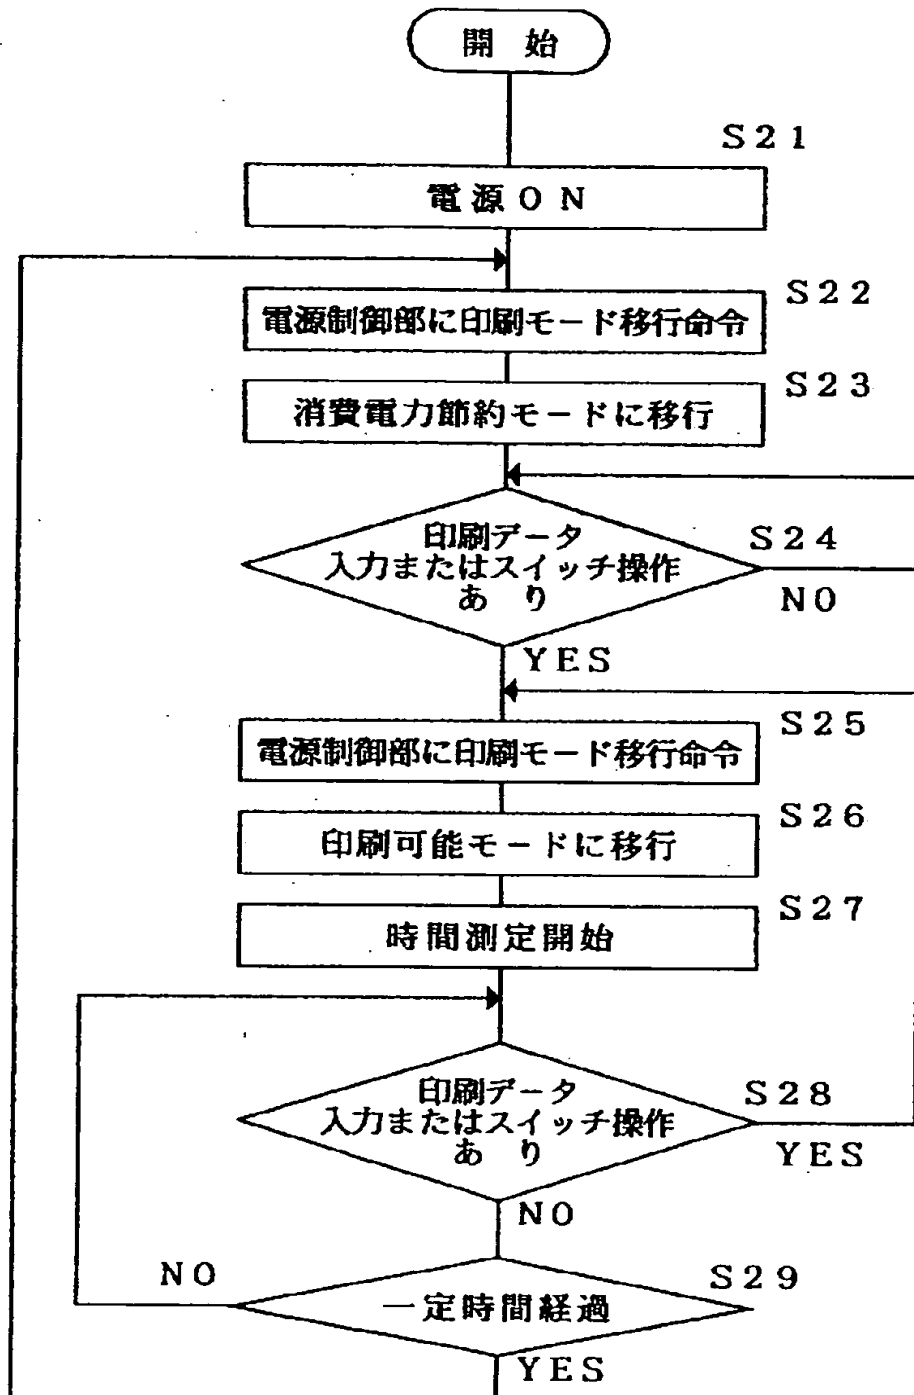 開始
S21
電源ON
S22
電源制御部に印刷モード移行命令
S23
消費電力節約モードに移行
印刷データ
入力またはスイッチ操作
あり
S24
NO
YES
S25
電源制御部に印刷モード移行命令
S26
印刷可能モードに移行
S27
時間測定開始
印刷データ
入力またはスイッチ操作
あり
S28
YES
NO
NO
S29
一定時間経過
YES